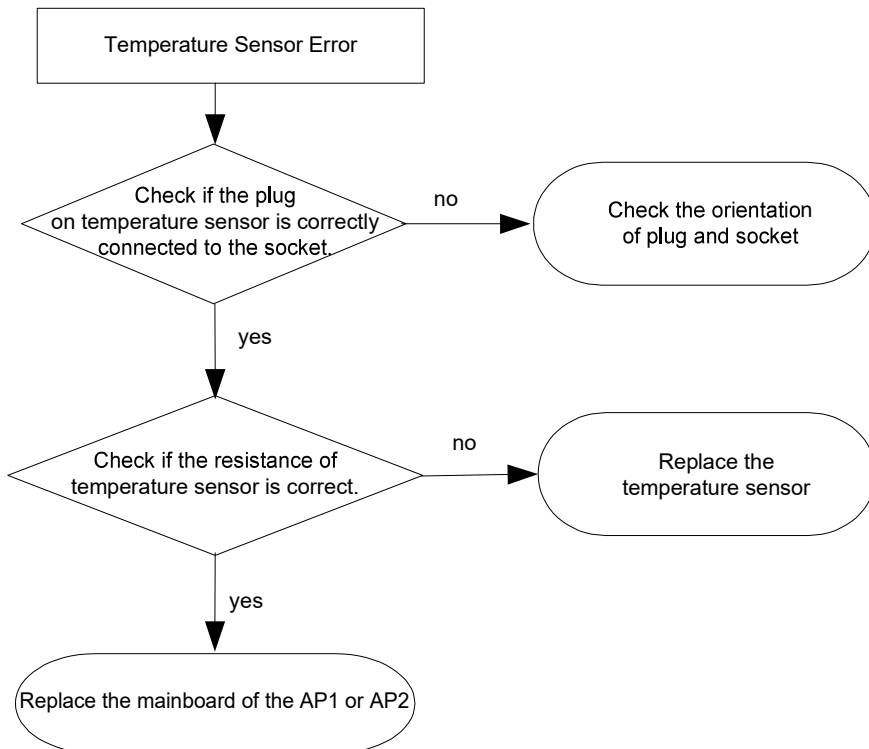 Temperature Sensor Error
Check if the plug
on temperature sensor is correctly
connected to the socket.
no
Check the orientation
of plug and socket
yes
Check if the resistance of
temperature sensor is correct.
no
Replace the
temperature sensor
yes
Replace the mainboard of the AP1 or AP2